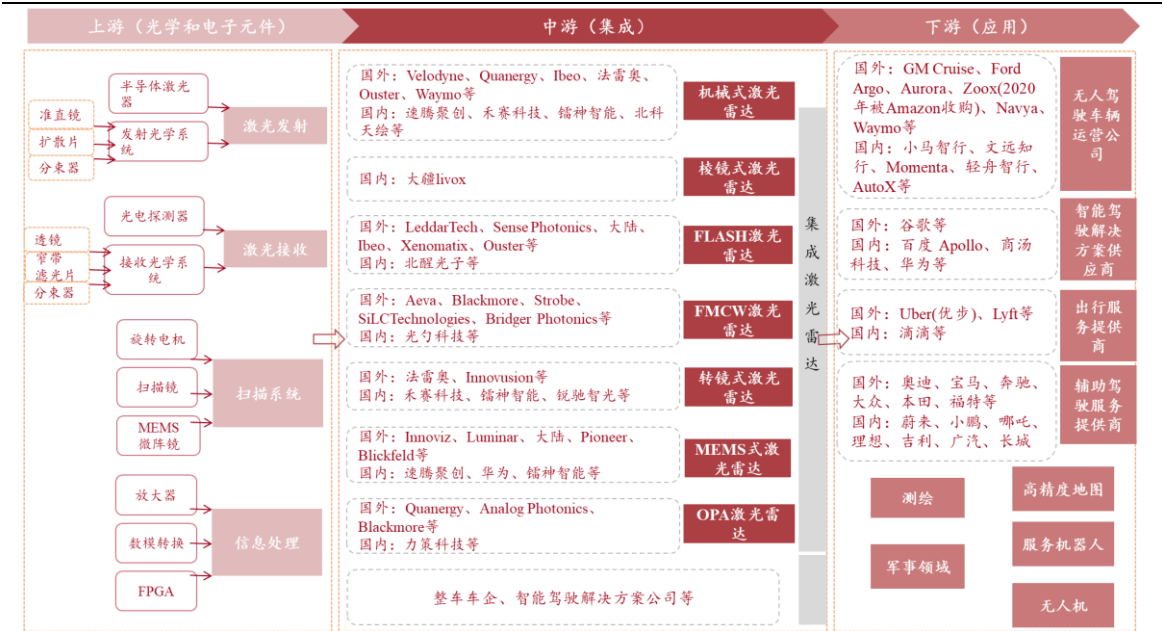 上游（光学和电子元件）
中游（集成）
下游（应用）
半导体激光
器
准直镜
扩散片
分束器
发射光学系
统
激光发射
光电探测器
透镜
窄带
滤光片
分束器
接收光学系
统
激光接收
旋转电机
扫描镜
MEMS
微阵镜
扫描系统
放大器
数模转换
FPGA
信息处理
国外：Velodyne、Quanergy、Ibeo、法雷奥、
Ouster、Waymo等
国内：速腾聚创、禾赛科技、镭神智能、北科
天绘等
机械式激光
雷达
国内：大疆livox
棱镜式激光
雷达
国外：LeddarTech、Sense Photonics、大陆、
Ibeo、Xenomatix、Ouster等
国内：北醒光子等
FLASH激光
雷达
国外：Aeva、Blackmore、Strobe、
SiLCTechnologies、Bridger Photonics等
国内：光勺科技等
FMCW激光
雷达
国外：法雷奥、Innovusion等
国内：禾赛科技、镭神智能、锐驰智光等
转镜式激光
雷达
国外：Innoviz、Luminar、大陆、Pioneer、
Blickfeld等
国内：速腾聚创、华为、镭神智能等
MEMS式激
光雷达
国外：Quanergy、Analog Photonics、
Blackmore等
国内：力策科技等
OPA激光雷
达
整车车企、智能驾驶解决方案公司等
集
成
激
光
雷
达
国外：GM Cruise、Ford
Argo、Aurora、Zoox(2020
年被Amazon收购)、Navya、
Waymo等
国内：小马智行、文远知
行、Momenta、轻舟智行、
AutoX等
无人驾
驶车辆
运营公
司
国外：谷歌等
国内：百度 Apollo、商汤
科技、华为等
智能驾
驶解决
方案供
应商
国外：Uber(优步)、Lyft等
国内：滴滴等
出行服
务提供
商
国外：奥迪、宝马、奔驰、
大众、本田、福特等
国内：蔚来、小鹏、哪吒、
理想、吉利、广汽、长城
辅助驾
驶服务
提供商
测绘
高精度地图
军事领域
服务机器人
无人机